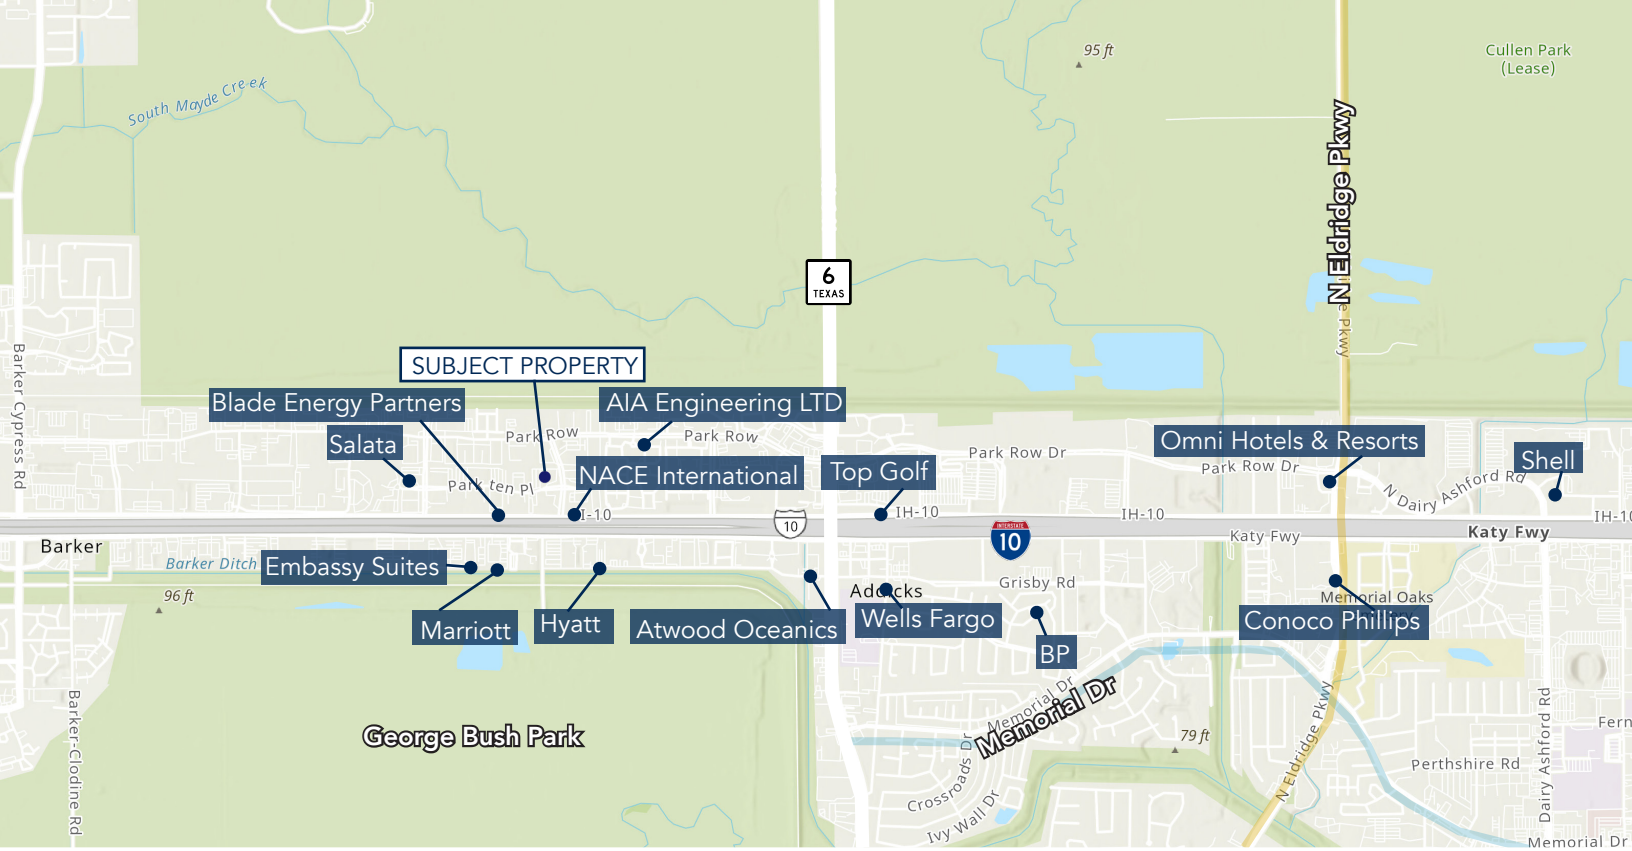 95 ft
Cullen Park
(Lease)
South Mayde Creek
N Eldridge Pkwy
6
TEXAS
Barker Cypress Rd
SUBJECT PROPERTY
Blade Energy Partners
AIA Engineering LTD
Salata
Park Row
Park Row
Park Row Dr
Omni Hotels & Resorts
Park Row Dr
Shell
NACE International
Top Golf
Park ten Pl
N Dairy Ashford Rd
I-10
10
IH-10
INTERSTATE
10
IH-10
IH-10
Katy Fwy
Katy Fwy
Barker
Barker Ditch
Embassy Suites
96 ft
Marriott
Hyatt
Atwood Oceanics
Addicks
Wells Fargo
Grisby Rd
BP
Memorial Oaks
Conoco Phillips
George Bush Park
Memorial Dr
Memorial Dr
79 ft
Barker-Clodine Rd
Crossroads Dr
Ivy Wall Dr
N Eldridge Pkwy
Perthshire Rd
Dairy Ashford Rd
Memorial Dr